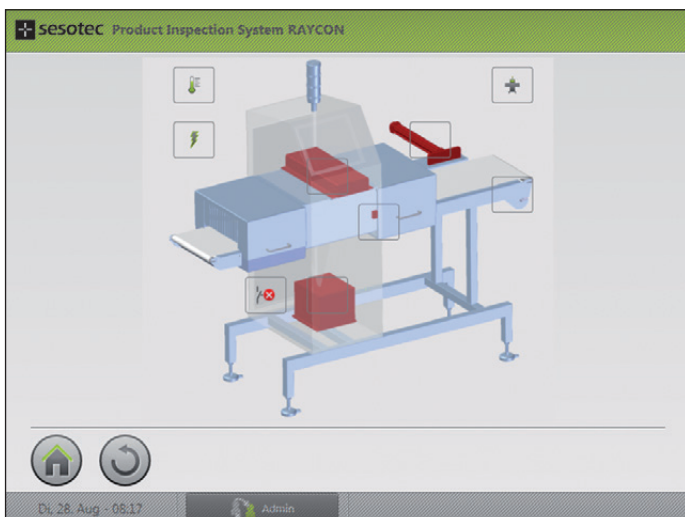 sesotec Product Inspection System RAYCON
Di, 28. Aug - 08:17
Admin